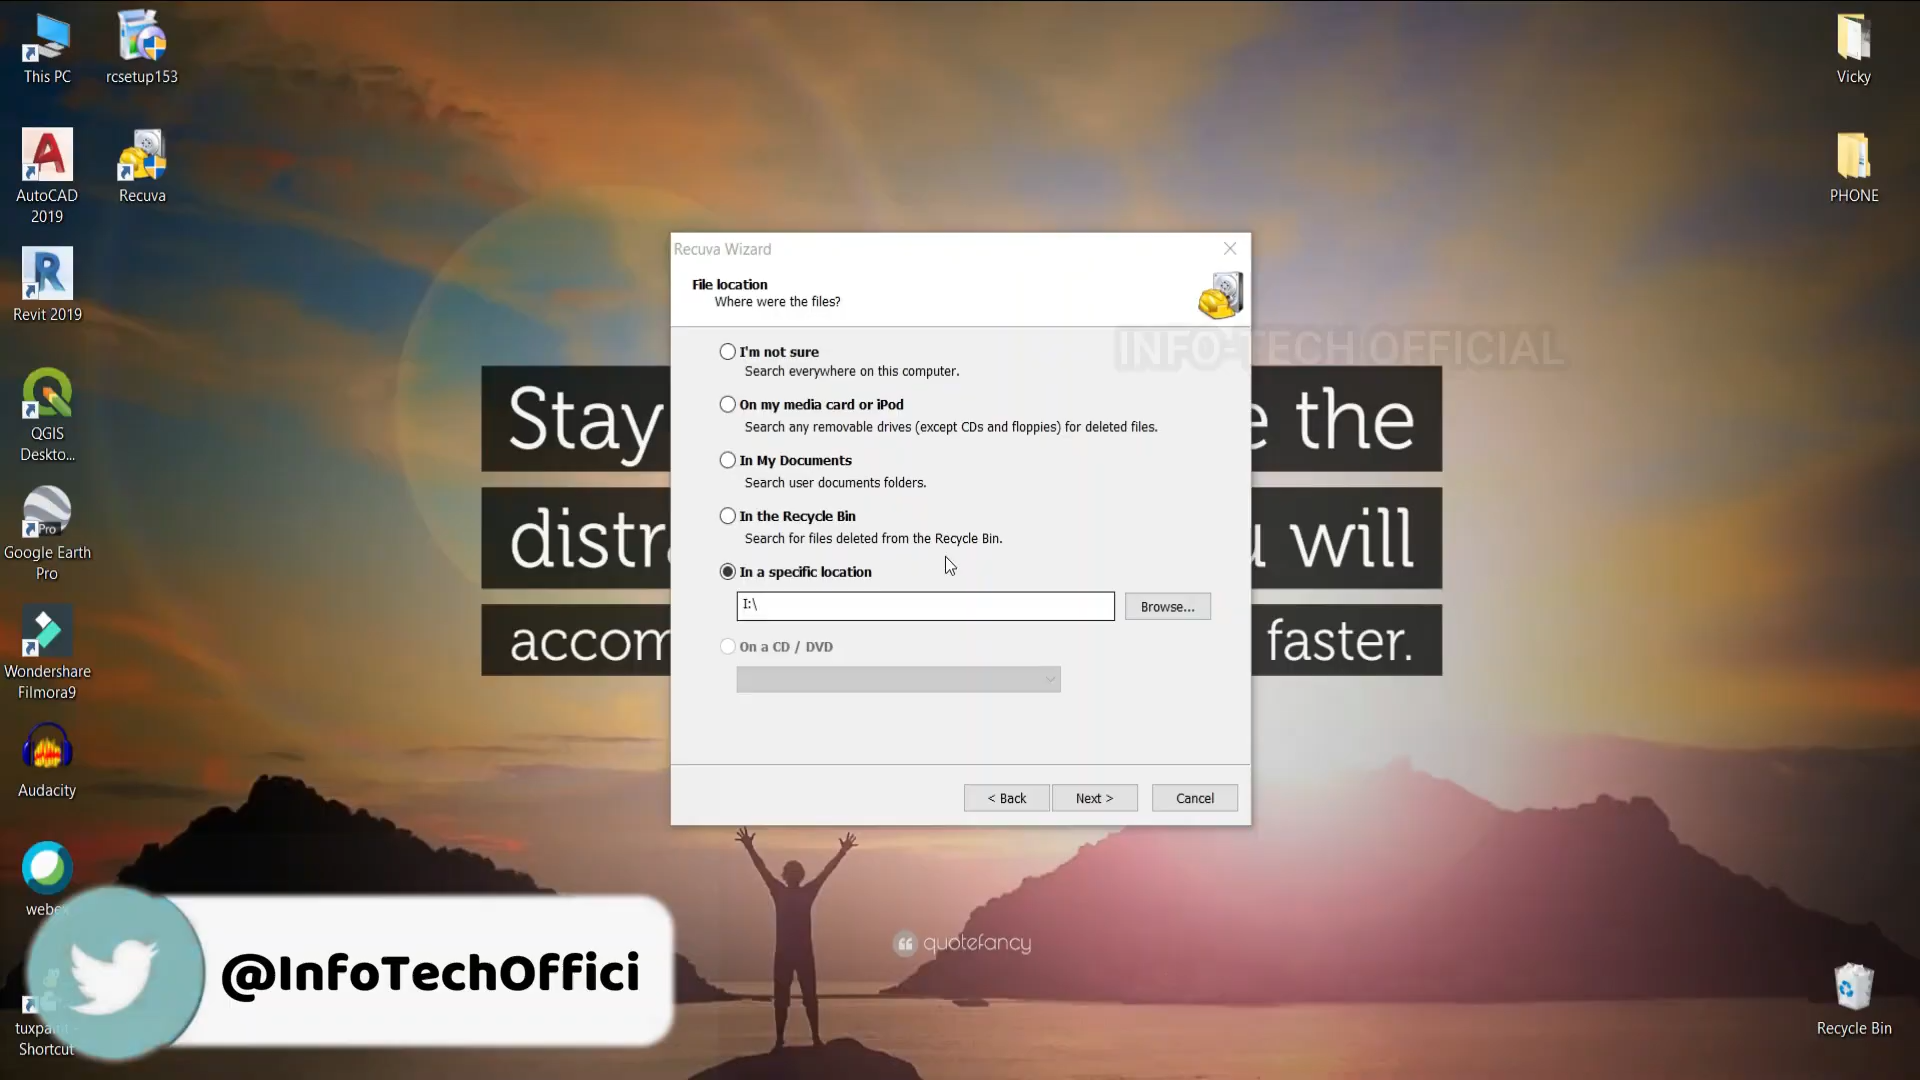 This PC
rcsetup153
AutoCAD
2019
Recuva
Revit 2019
QGIS
Deskto...
Pro
Google Earth
Pro
Wondershare
Filmora9
Audacity
webe
tuxpai
Shortcut
Vicky
PHONE
Recycle Bin
Recuva Wizard
File location
Where were the files?
I'm not sure
Search everywhere on this computer.
On my media card or iPod
Search any removable drives (except CDs and floppies) for deleted files.
In My Documents
Search user documents folders.
In the Recycle Bin
Search for files deleted from the Recycle Bin.
In a specific location
I:\
Browse...
On a CD / DVD
< Back
Next >
Cancel
INFO-TECH OFFICIAL
Stay e the
distr u will
accom faster.
quotefancy
@InfoTechOffici